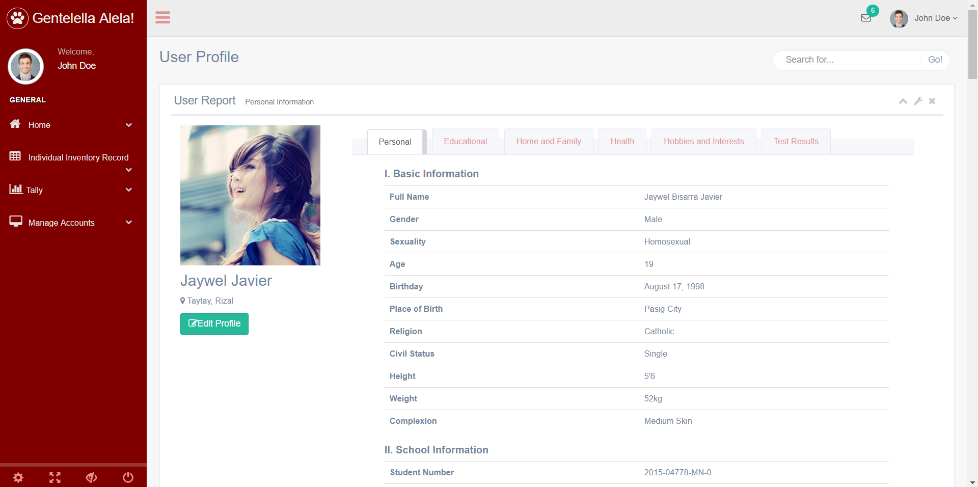 Gentelella Alela!
6
John Doe
Welcome,
John Doe
User Profile
Search for...
Go!
GENERAL
Home
Individual Inventory Record
Tally
Manage Accounts
User Report Personal Information
Personal
Educational
Home and Family
Health
Hobbies and Interests
Test Results
Jaywel Javier
Taytay, Rizal
Edit Profile
I. Basic Information
Full Name Jaywel Bisarra Javier
Gender Male
Sexuality Homosexual
Age 19
Birthday August 17, 1998
Place of Birth Pasig City
Religion Catholic
Civil Status Single
Height 5'6
Weight 52kg
Complexion Medium Skin
II. School Information
Student Number 2015-04778-MN-0